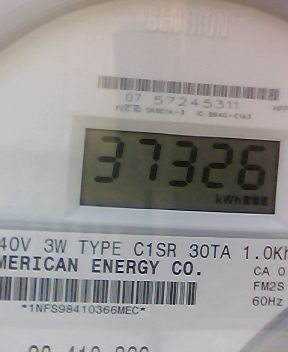 CENTRON
07 57245311
37326
kWh
40V 3W TYPE C1SR 30TA 1.0Kh
MERICAN ENERGY CO.
CA 0
FM2S
60Hz
*1NFS98410366MEC*